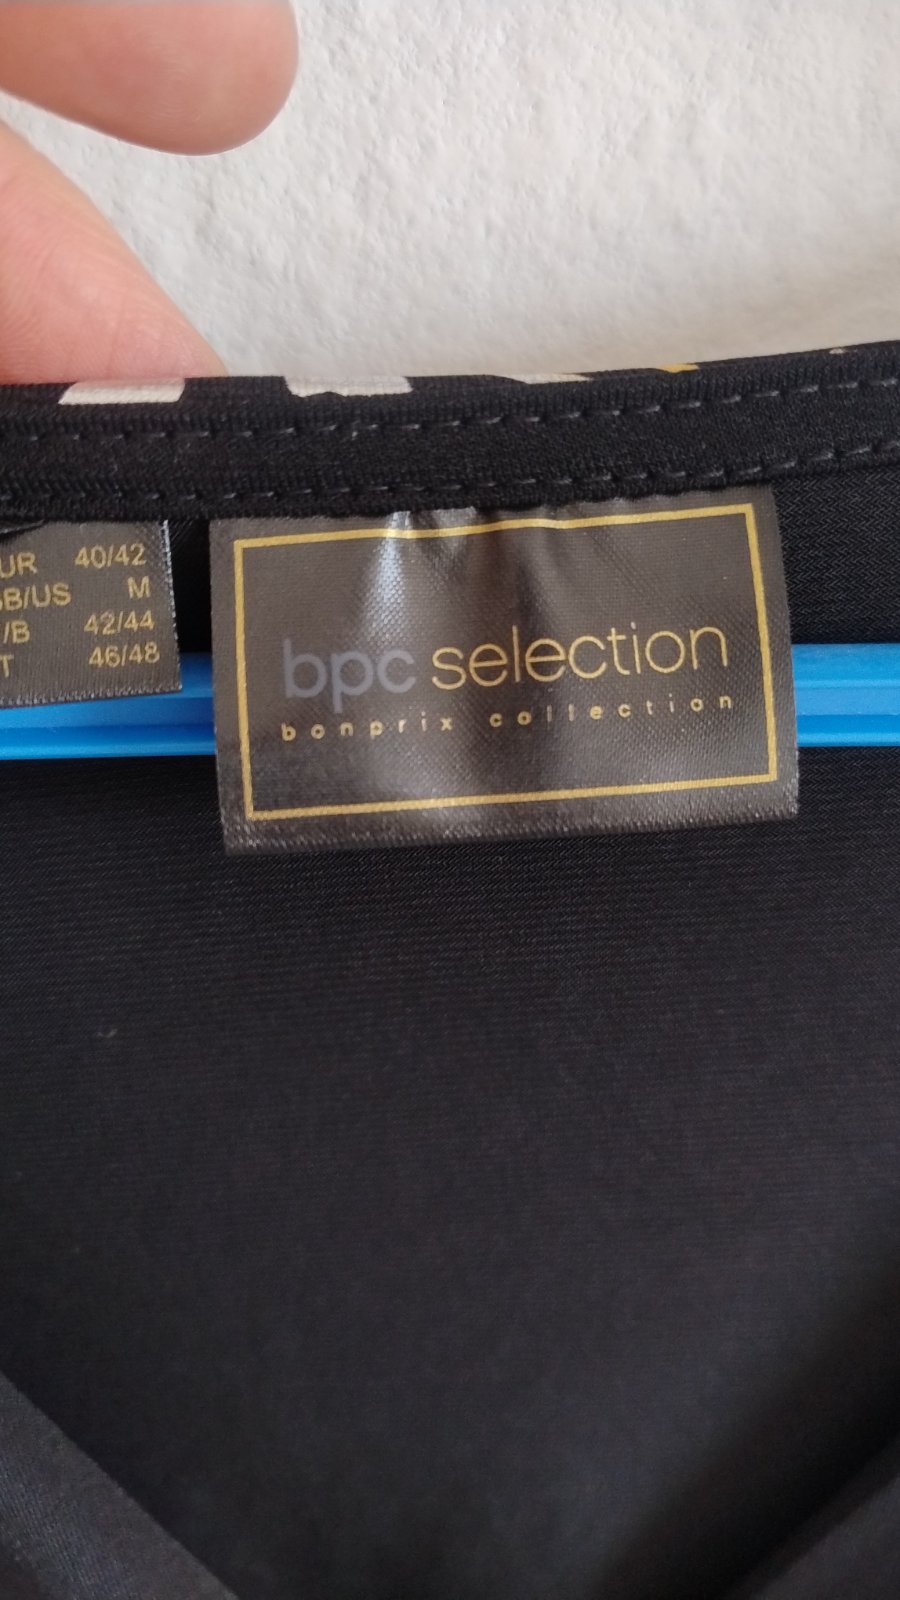 UR 40/42
GB/US M
/B 42/44
T 46/48
bpc selection
bonprix collection